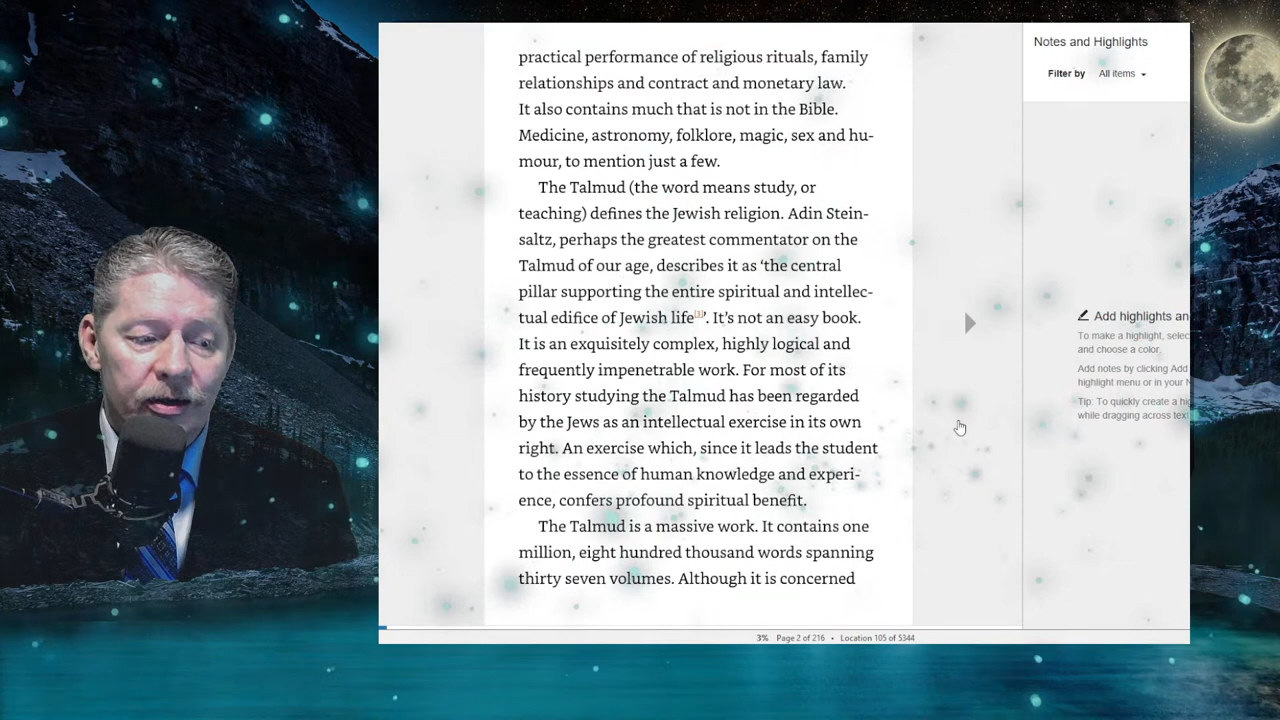 practical performance of religious rituals, family
relationships and contract and monetary law.
It also contains much that is not in the Bible.
Medicine, astronomy, folklore, magic, sex and hu-
mour, to mention just a few.
The Talmud (the word means study, or
teaching) defines the Jewish religion. Adin Stein-
saltz, perhaps the greatest commentator on the
Talmud of our age, describes it as ‘the central
pillar supporting the entire spiritual and intellec-
tual edifice of Jewish life[3]’. It’s not an easy book.
It is an exquisitely complex, highly logical and
frequently impenetrable work. For most of its
history studying the Talmud has been regarded
by the Jews as an intellectual exercise in its own
right. An exercise which, since it leads the student
to the essence of human knowledge and experi-
ence, confers profound spiritual benefit.
The Talmud is a massive work. It contains one
million, eight hundred thousand words spanning
thirty seven volumes. Although it is concerned
3% Page 2 of 216 • Location 105 of 5344
Notes and Highlights
Filter by All items
Add highlights an
To make a highlight, selec
and choose a color.
Add notes by clicking Add
highlight menu or in your N
Tip: To quickly create a hig
while dragging across tex